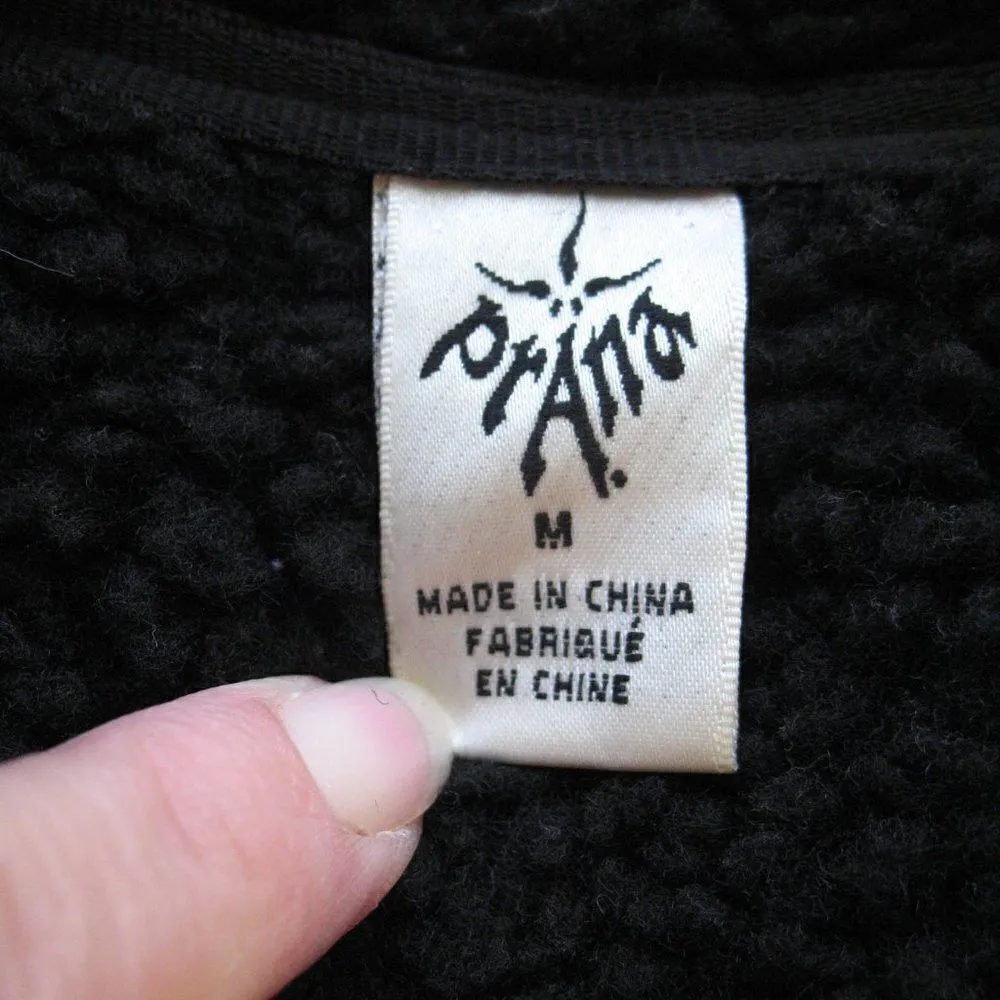 prAna.
M
MADE IN CHINA
FABRIQUÉ
EN CHINE